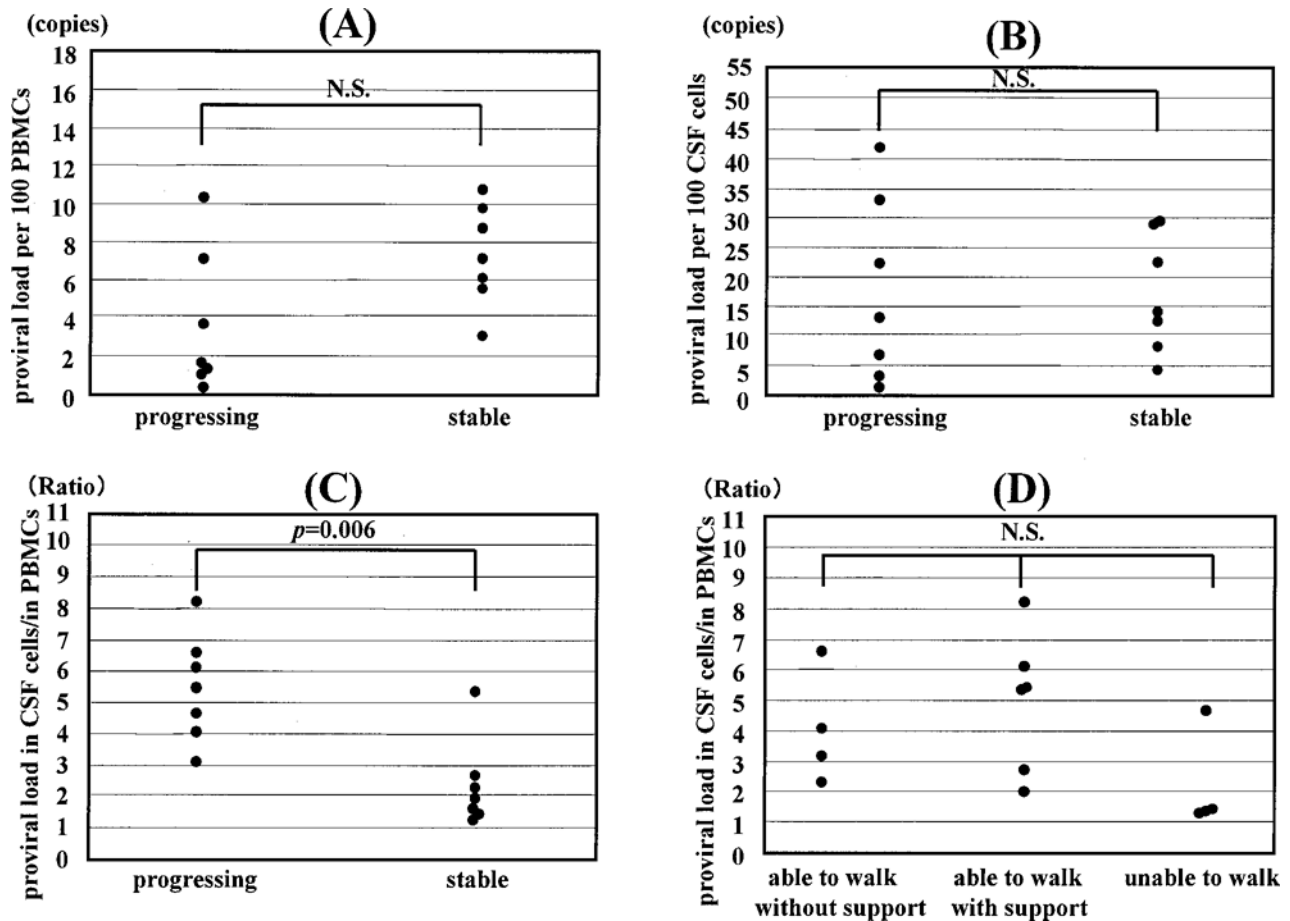 (copies)
(A)
18
16
14
12
10
8
6
4
2
0
proviral load per 100 PBMCs
N.S.
progressing
stable
(copies)
(B)
55
50
45
40
35
30
25
20
15
10
5
0
proviral load per 100 CSF cells
N.S.
progressing
stable
(Ratio)
(C)
11
10
9
8
7
6
5
4
3
2
1
0
proviral load in CSF cells/in PBMCs
p=0.006
progressing
stable
(Ratio)
(D)
11
10
9
8
7
6
5
4
3
2
1
0
proviral load in CSF cells/in PBMCs
N.S.
able to walk
without support
able to walk
with support
unable to walk